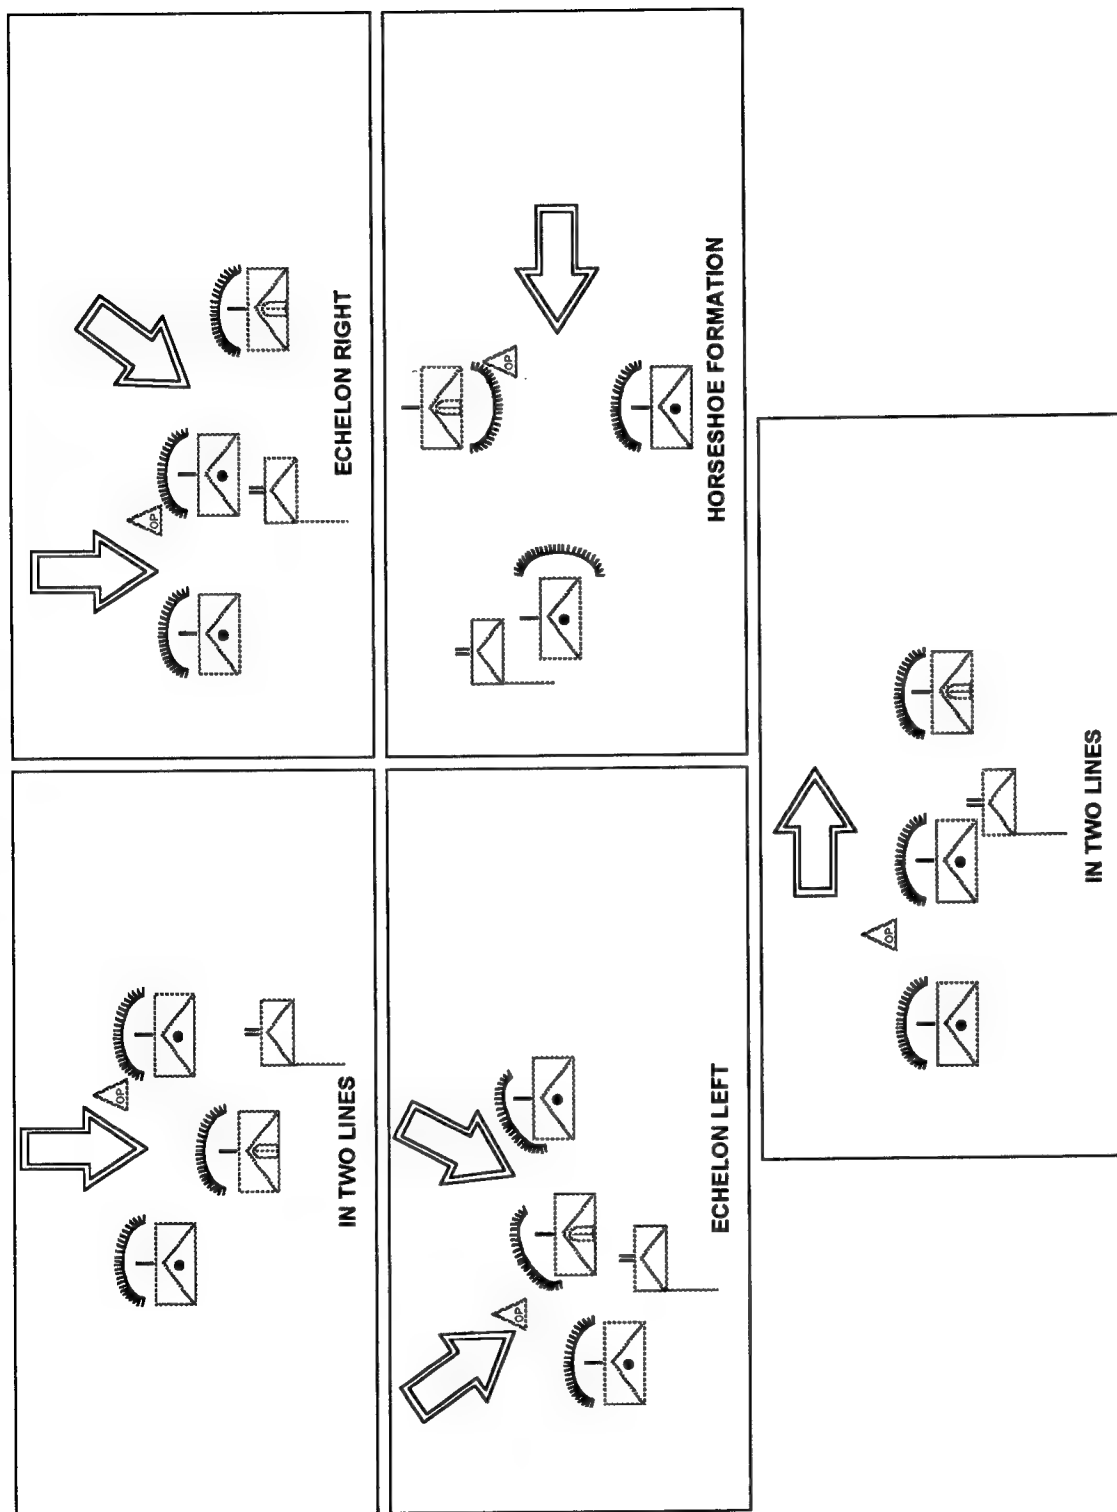 OP
IN TWO LINES
OP
ECHELON RIGHT
OP
ECHELON LEFT
OP
HORSESHOE FORMATION
OP
IN TWO LINES